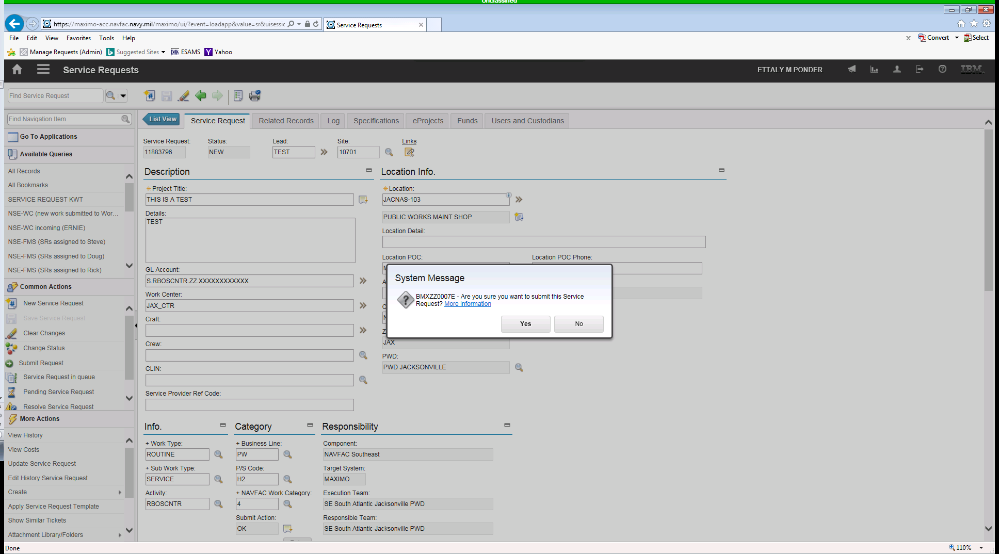 Unclassified
https://maximo-acc.navfac.navy.mil/maximo/ui/?event=loadapp&value=sr&uisessic
Service Requests
File Edit View Favorites Tools Help
Convert Select
Manage Requests (Admin) Suggested Sites ESAMS Yahoo
Service Requests
ETTALY M PONDER
IBM.
Find Service Request
Find Navigation Item
Go To Applications
Available Queries
All Records
All Bookmarks
SERVICE REQUEST KWT
NSE-WC (new work submitted to Wor...
NSE-WC incoming (ERNIE)
NSE-FMS (SRs assigned to Steve)
NSE-FMS (SRs assigned to Doug)
NSE-FMS (SRs assigned to Rick)
Common Actions
New Service Request
Save Service Request
Clear Changes
Change Status
Submit Request
Service Request in queue
Pending Service Request
Resolve Service Request
More Actions
View History
View Costs
Update Service Request
Edit History Service Request
Create
Apply Service Request Template
Show Similar Tickets
Attachment Library/Folders
List View Service Request Related Records Log Specifications eProjects Funds Users and Custodians
Service Request: Status: Lead: Site: Links
11883796 NEW TEST 10701
Description
Project Title:
THIS IS A TEST
Details:
TEST
GL Account:
S.RBOSCNTR.ZZ.XXXXXXXXXXXX
Work Center:
JAX_CTR
Craft:
Crew:
CLIN:
Service Provider Ref Code:
Location Info.
Location:
JACNAS-103
PUBLIC WORKS MAINT SHOP
Location Detail:
Location POC: Location POC Phone:
System Message
BMXZZ0007E - Are you sure you want to submit this Service
Request? More information
Yes No
JAX
PWD:
PWD JACKSONVILLE
Info.
+ Work Type:
ROUTINE
+ Sub Work Type:
SERVICE
Activity:
RBOSCNTR
Category
+ Business Line:
PW
P/S Code:
H2
+ NAVFAC Work Category:
4
Submit Action:
OK
Responsibility
Component:
NAVFAC Southeast
Target System:
MAXIMO
Execution Team:
SE South Atlantic Jacksonville PWD
Responsible Team:
SE South Atlantic Jacksonville PWD
Done
110%